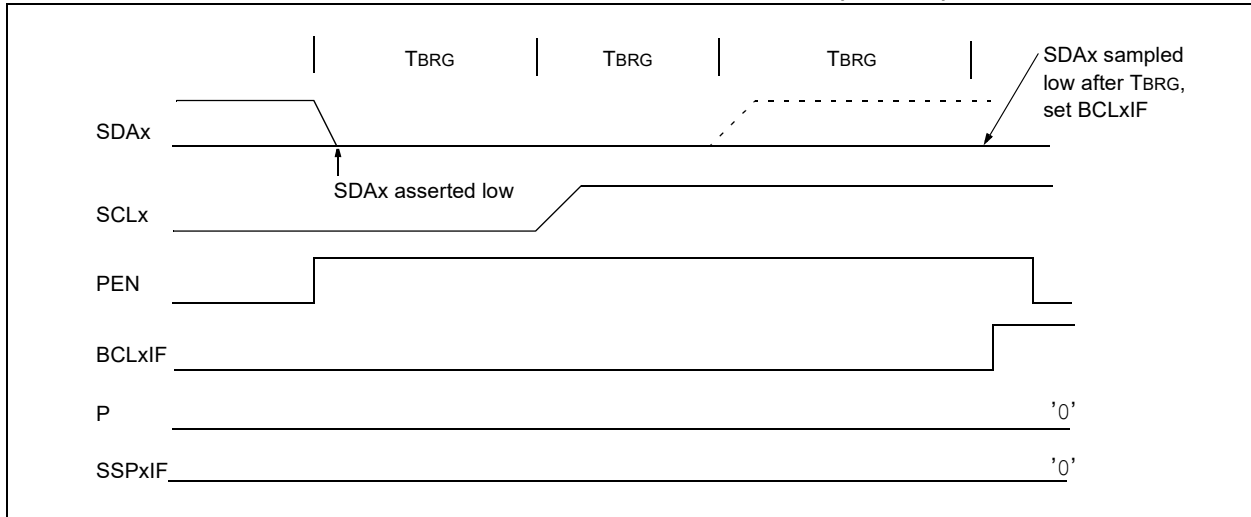 TBRG TBRG TBRG
SDAx sampled
low after TBRG,
set BCLxIF
SDAx
SDAx asserted low
SCLx
PEN
BCLxIF
P '0'
SSPxIF '0'